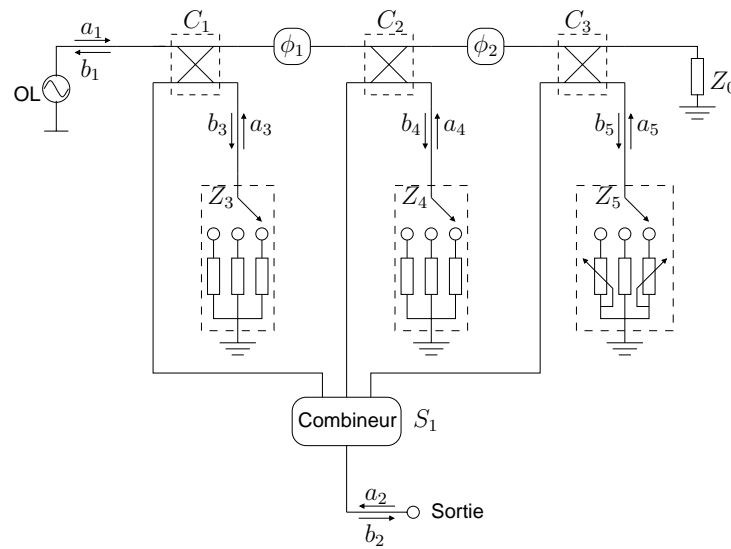 C₁ C₂ C₃
a₁ ϕ₁ ϕ₂
b₁
OL Z₀
b₃ a₃ b₄ a₄ b₅ a₅
Z₃ Z₄ Z₅
Combineur S₁
a₂
Sortie
b₂